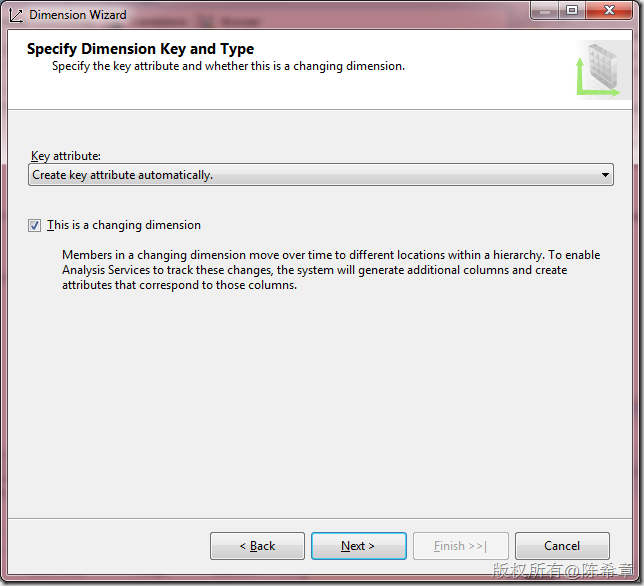 Dimension Wizard
Specify Dimension Key and Type
Specify the key attribute and whether this is a changing dimension.
Key attribute:
Create key attribute automatically.
This is a changing dimension
Members in a changing dimension move over time to different locations within a hierarchy. To enable
Analysis Services to track these changes, the system will generate additional columns and create
attributes that correspond to those columns.
< Back Next > Finish >>| Cancel
版权所有@陈希章